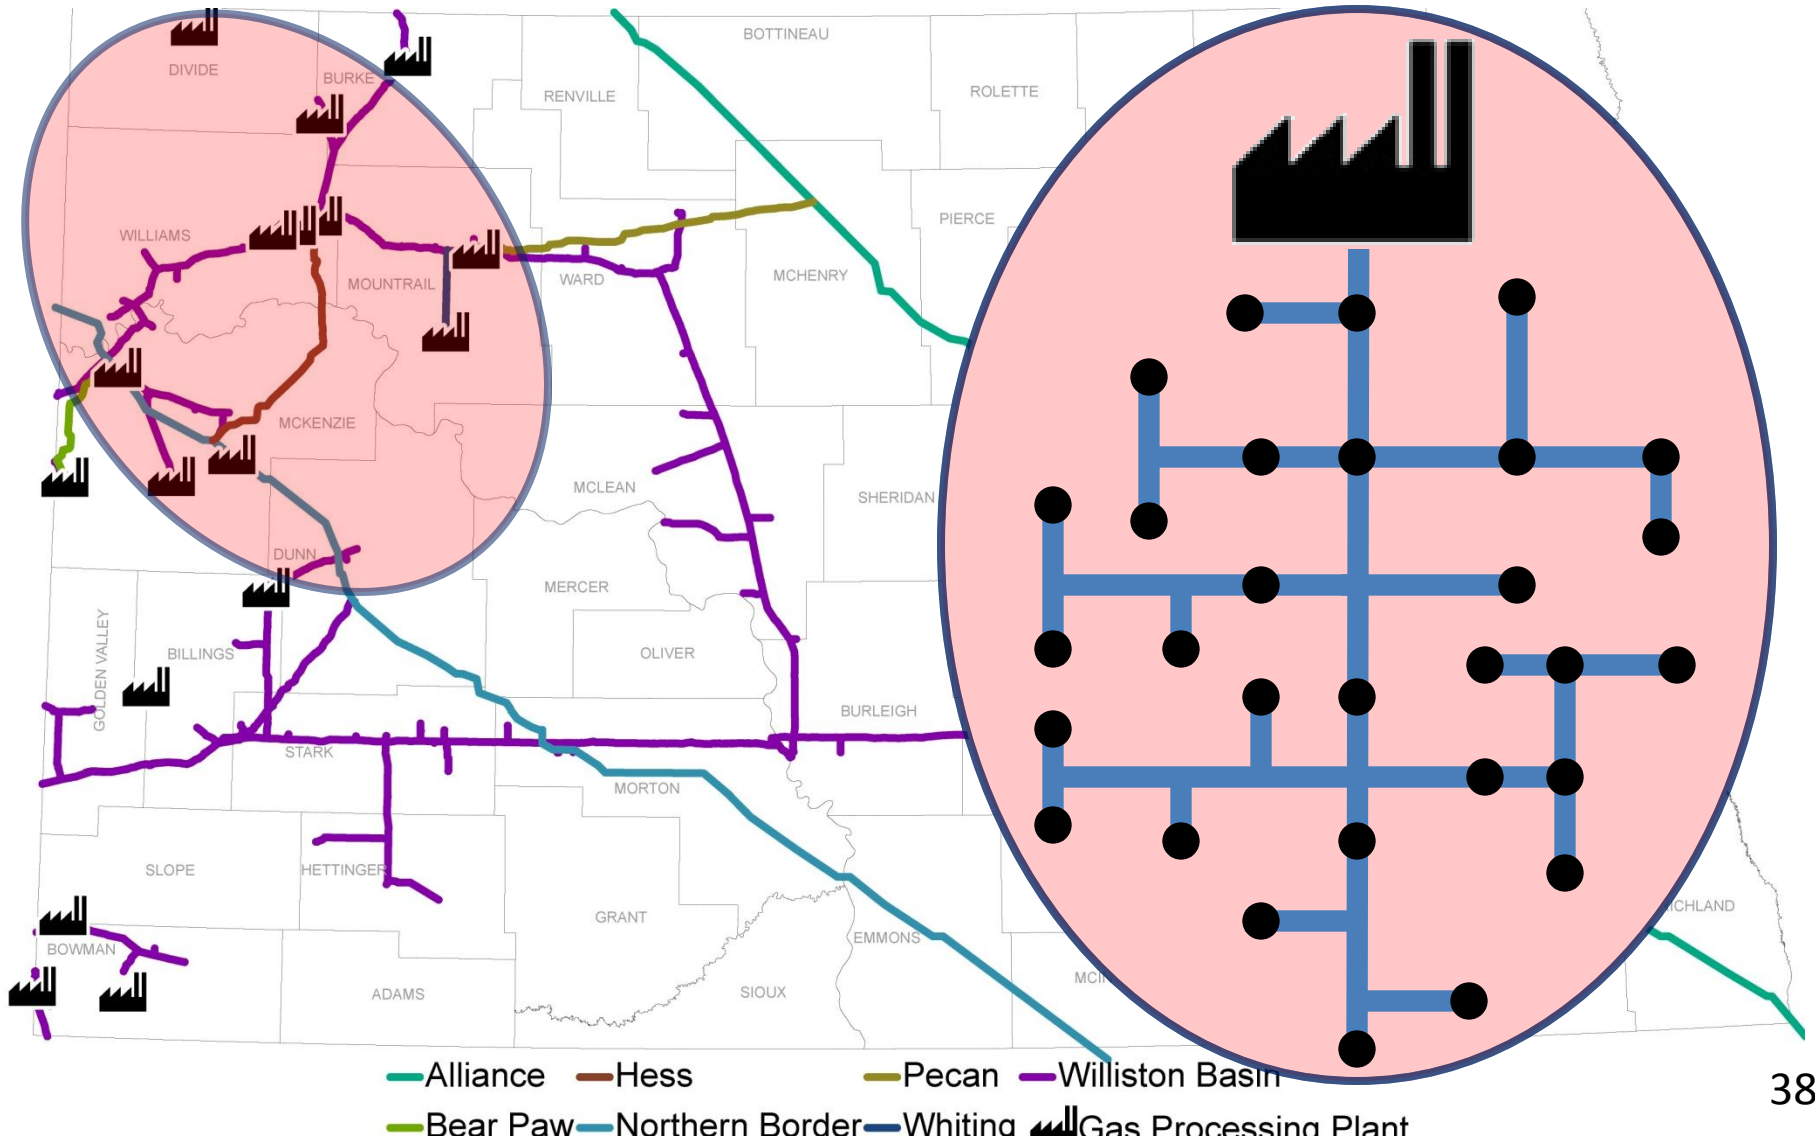 BOTTINEAU
DIVIDE
BURKE
RENVILLE
ROLETTE
PIERCE
WILLIAMS
WARD
MCHENRY
MOUNTRAIL
MCKENZIE
MCLEAN
SHERIDAN
DUNN
MERCER
GOLDEN VALLEY
BILLINGS
OLIVER
BURLEIGH
STARK
MORTON
SLOPE
HETTINGER
GRANT
EMMONS
ICHLAND
BOWMAN
ADAMS
SIOUX
MCIN
Alliance Hess Pecan Williston Basin
38
Bear Paw Northern Border Whiting Gas Processing Plant